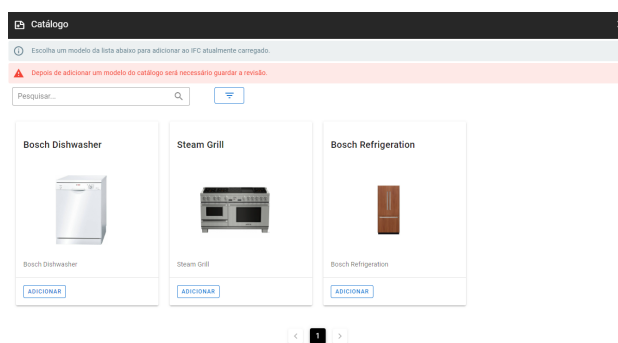 Catálogo
Escolha um modelo da lista abaixo para adicionar ao IFC atualmente carregado.
Depois de adicionar um modelo do catálogo será necessário guardar a revisão.
Pesquisar...
Bosch Dishwasher
Steam Grill
Bosch Refrigeration
Bosch Dishwasher
Steam Grill
Bosch Refrigeration
ADICIONAR
ADICIONAR
ADICIONAR
1